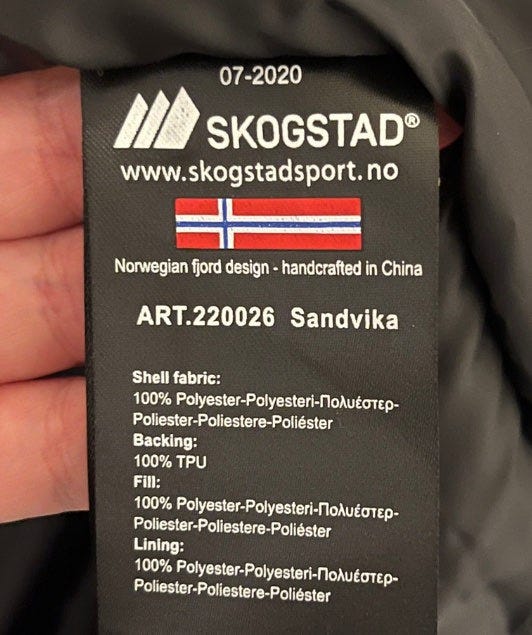 07-2020
SKOGSTAD®
www.skogstadsport.no
Norwegian fjord design - handcrafted in China
ART.220026 Sandvika
Shell fabric:
100% Polyester-Polyesteri-Πολυέστερ-
Poliester-Poliestere-Poliéster
Backing:
100% TPU
Fill:
100% Polyester-Polyesteri-Πολυέστερ-
Poliester-Poliestere-Poliéster
Lining:
100% Polyester-Polyesteri-Πολυέστερ-
Poliester-Poliestere-Poliéster